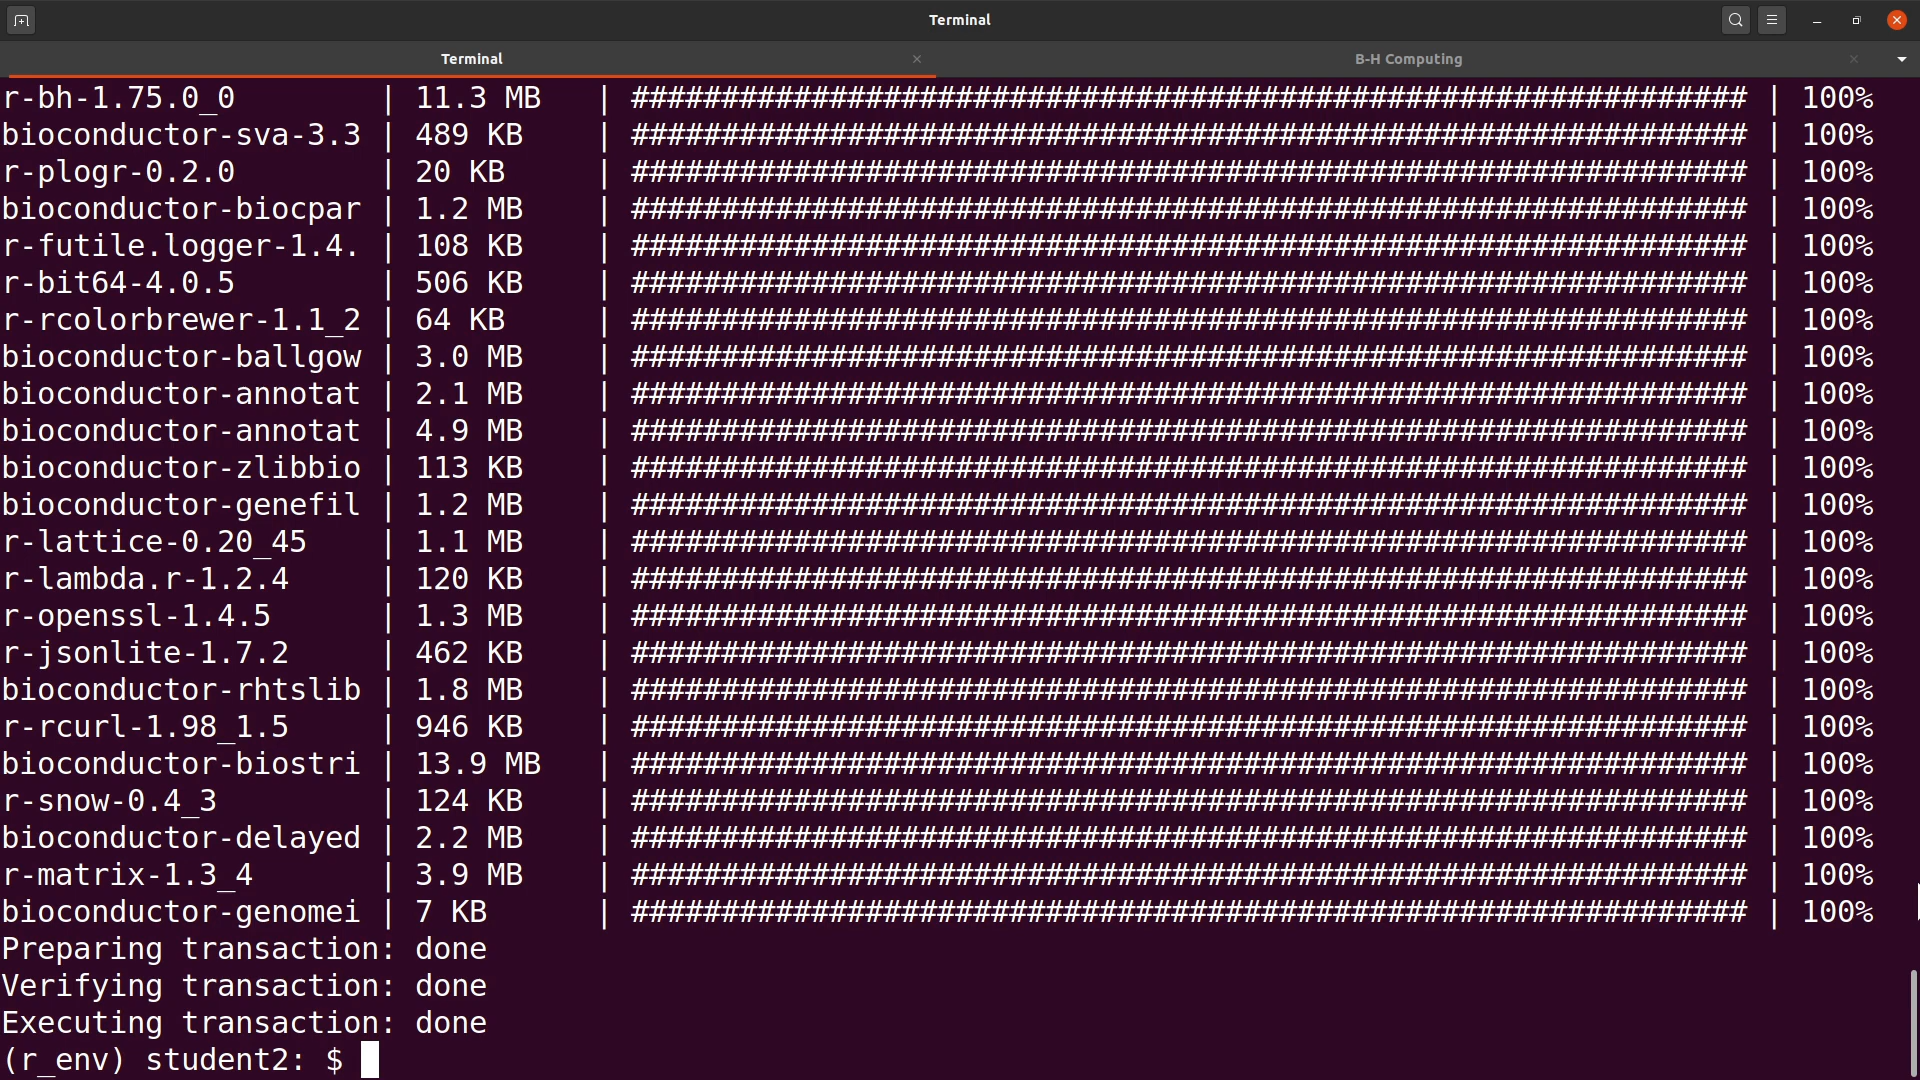 Terminal
Terminal
B-H Computing
r-bh-1.75.0_0 | 11.3 MB | ############################################################## | 100%
bioconductor-sva-3.3 | 489 KB | ############################################################## | 100%
r-plogr-0.2.0 | 20 KB | ############################################################## | 100%
bioconductor-biocpar | 1.2 MB | ############################################################## | 100%
r-futile.logger-1.4. | 108 KB | ############################################################## | 100%
r-bit64-4.0.5 | 506 KB | ############################################################## | 100%
r-rcolorbrewer-1.1_2 | 64 KB | ############################################################## | 100%
bioconductor-ballgow | 3.0 MB | ############################################################## | 100%
bioconductor-annotat | 2.1 MB | ############################################################## | 100%
bioconductor-annotat | 4.9 MB | ############################################################## | 100%
bioconductor-zlibbio | 113 KB | ############################################################## | 100%
bioconductor-genefil | 1.2 MB | ############################################################## | 100%
r-lattice-0.20_45 | 1.1 MB | ############################################################## | 100%
r-lambda.r-1.2.4 | 120 KB | ############################################################## | 100%
r-openssl-1.4.5 | 1.3 MB | ############################################################## | 100%
r-jsonlite-1.7.2 | 462 KB | ############################################################## | 100%
bioconductor-rhtslib | 1.8 MB | ############################################################## | 100%
r-rcurl-1.98_1.5 | 946 KB | ############################################################## | 100%
bioconductor-biostri | 13.9 MB | ############################################################## | 100%
r-snow-0.4_3 | 124 KB | ############################################################## | 100%
bioconductor-delayed | 2.2 MB | ############################################################## | 100%
r-matrix-1.3_4 | 3.9 MB | ############################################################## | 100%
bioconductor-genomei | 7 KB | ############################################################## | 100%
Preparing transaction: done
Verifying transaction: done
Executing transaction: done
(r_env) student2: $